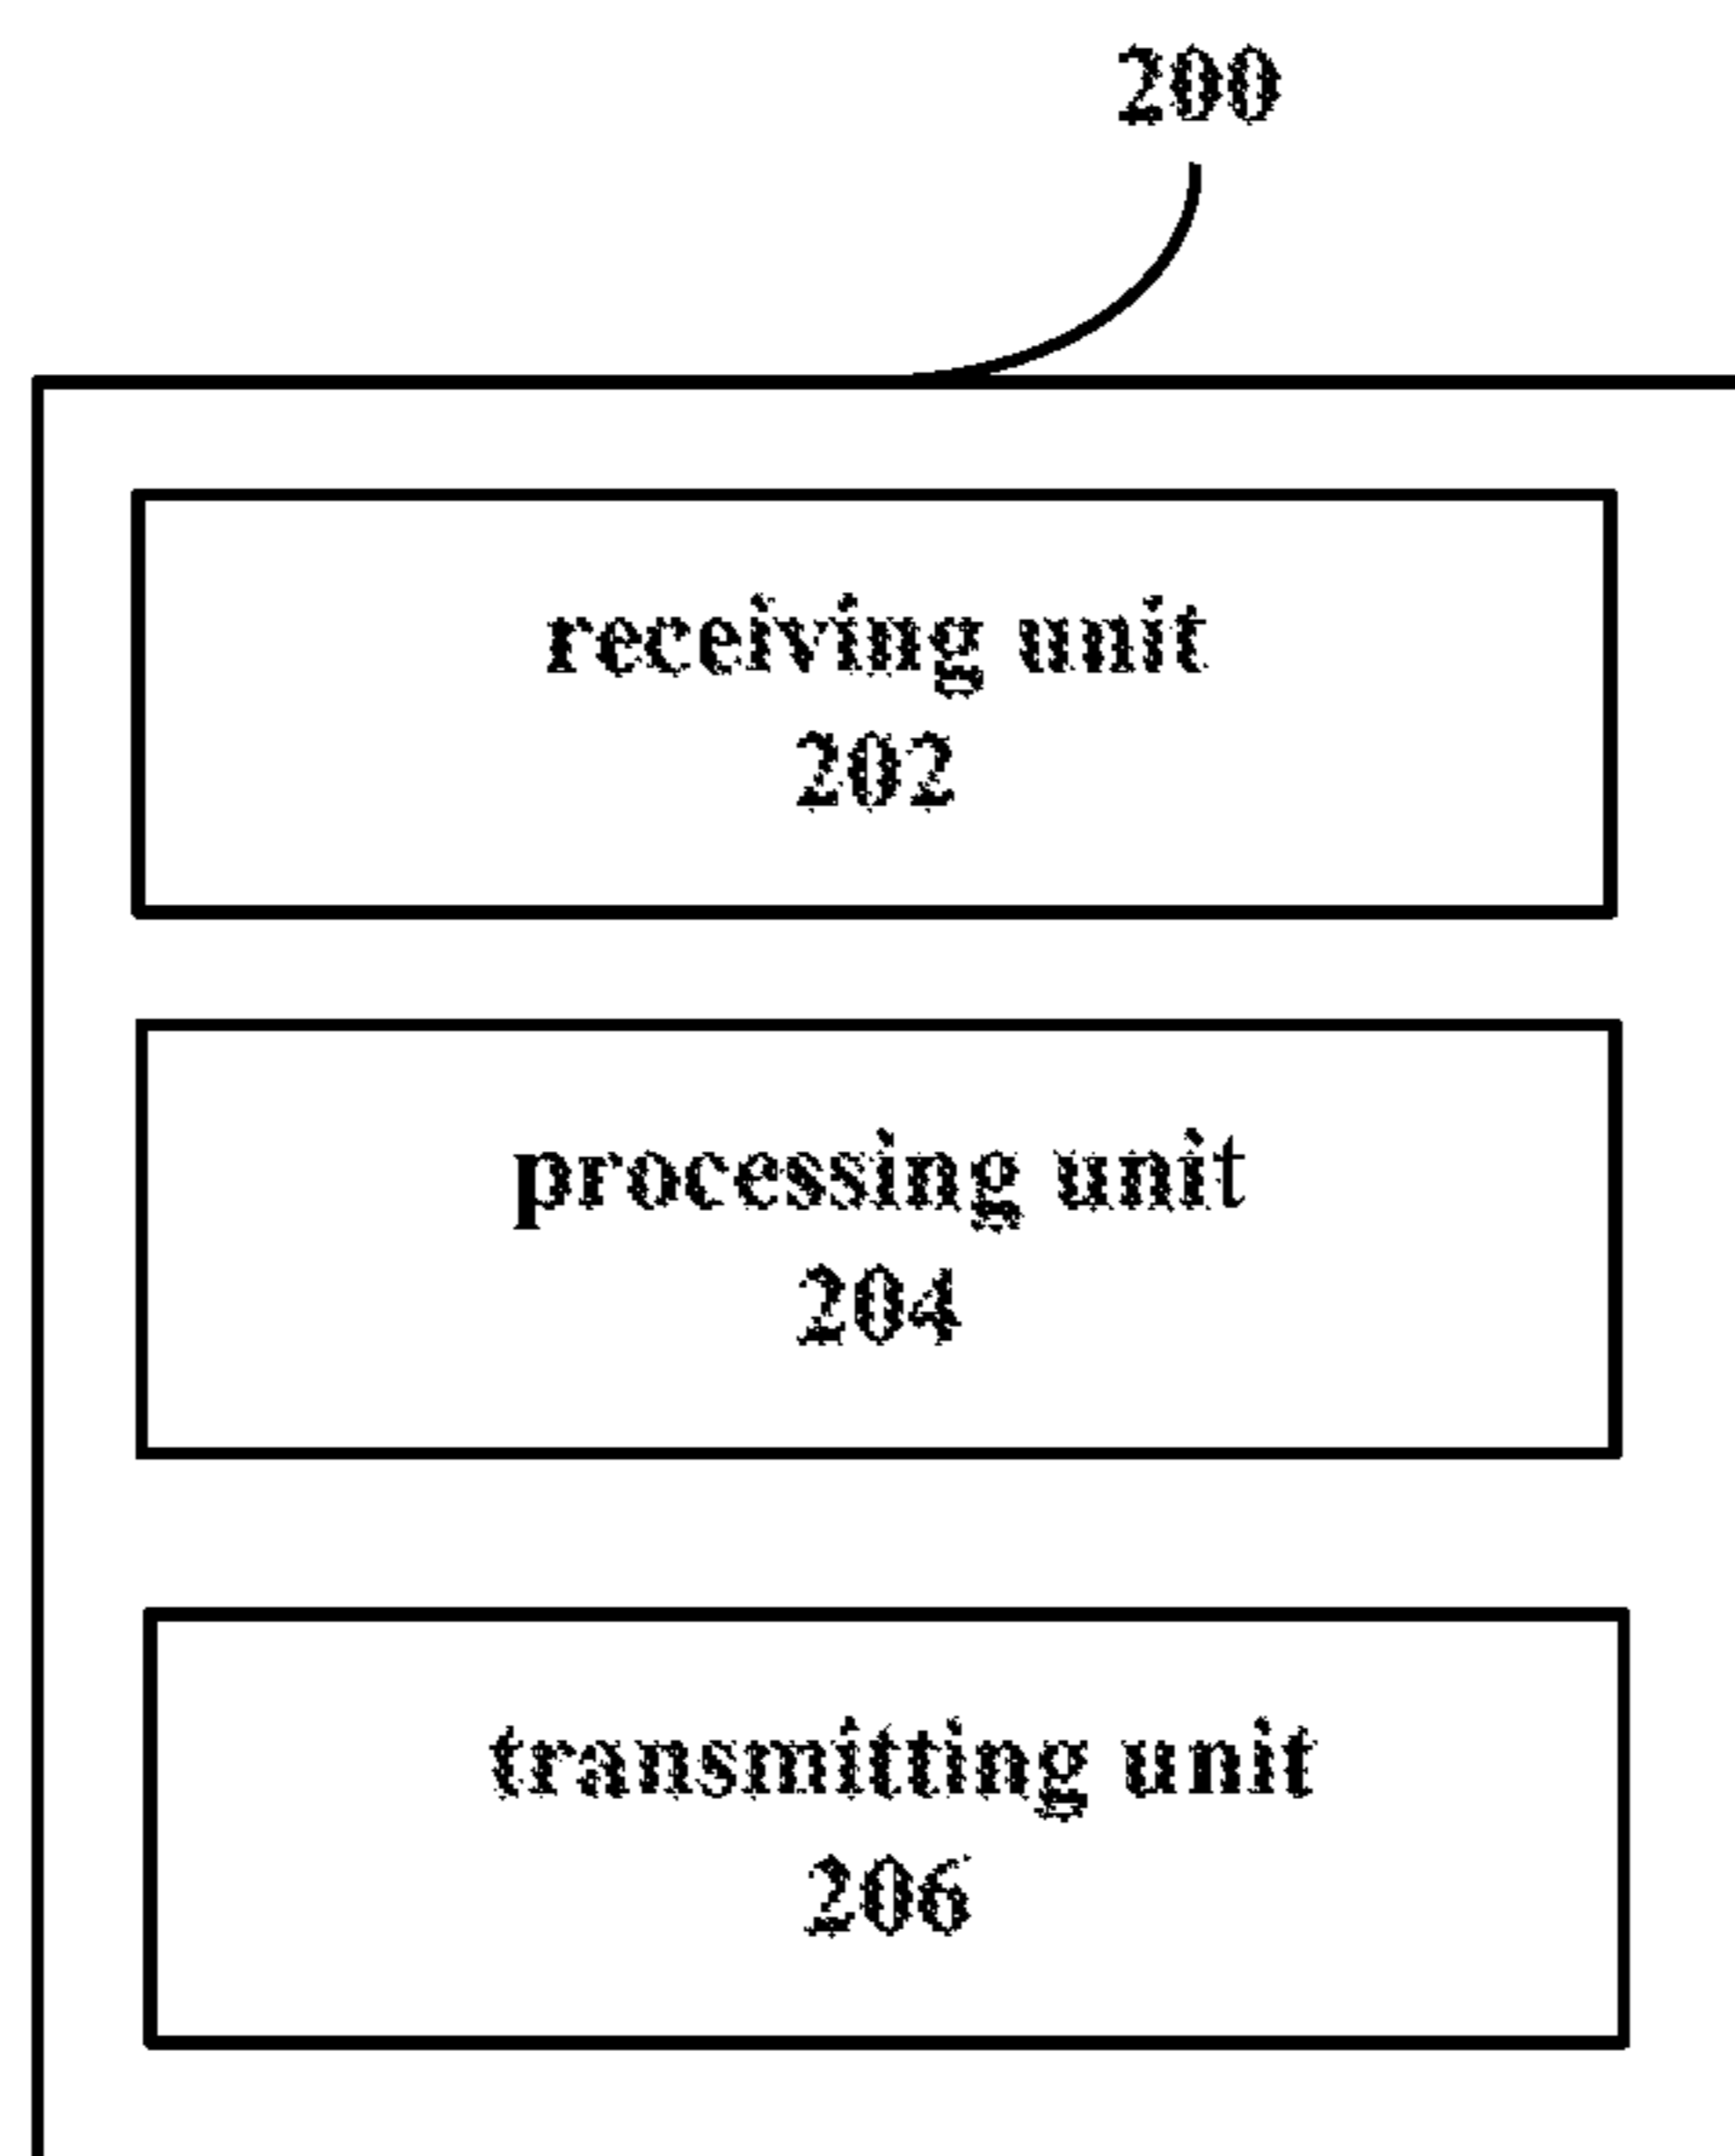 200
receiving unit
202
processing unit
204
transmitting unit
206